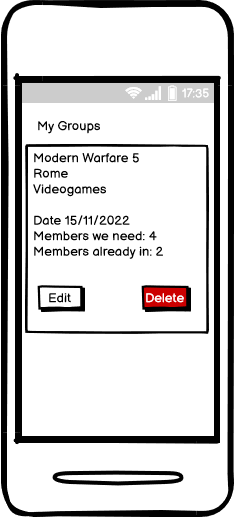 17:35
My Groups
Modern Warfare 5
Rome
Videogames
Date 15/11/2022
Members we need: 4
Members already in: 2
Edit
Delete